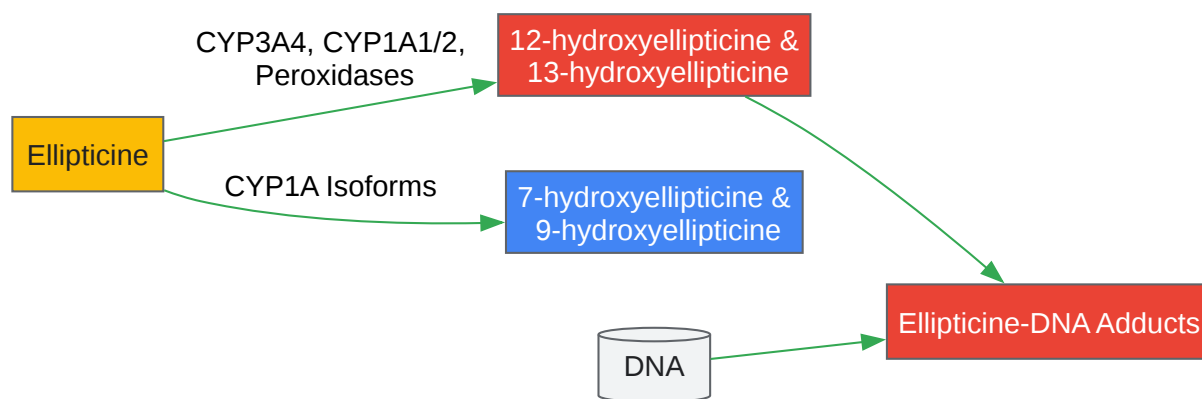 CYP3A4, CYP1A1/2,
Peroxidases
12-hydroxyellipticine &
13-hydroxyellipticine
Ellipticine
CYP1A Isoforms
7-hydroxyellipticine &
9-hydroxyellipticine
Ellipticine-DNA Adducts
DNA